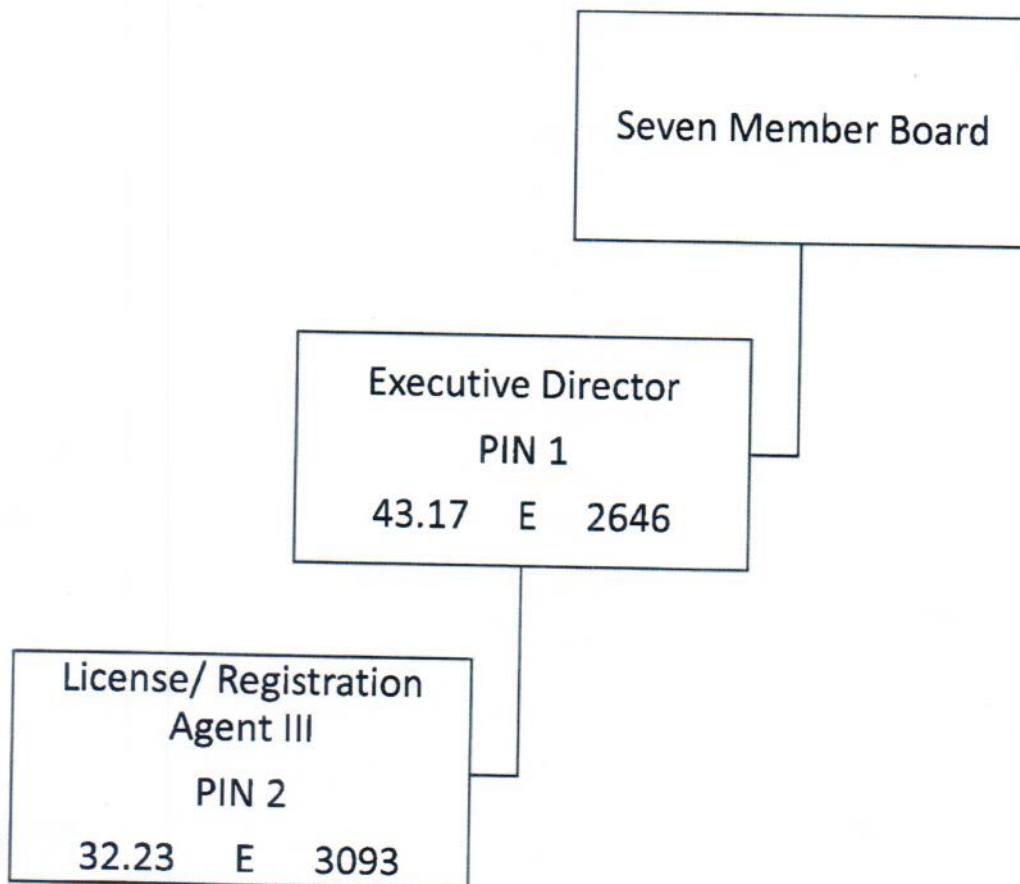 Seven Member Board
Executive Director
PIN 1
43.17 E 2646
License/ Registration
Agent III
PIN 2
32.23 E 3093